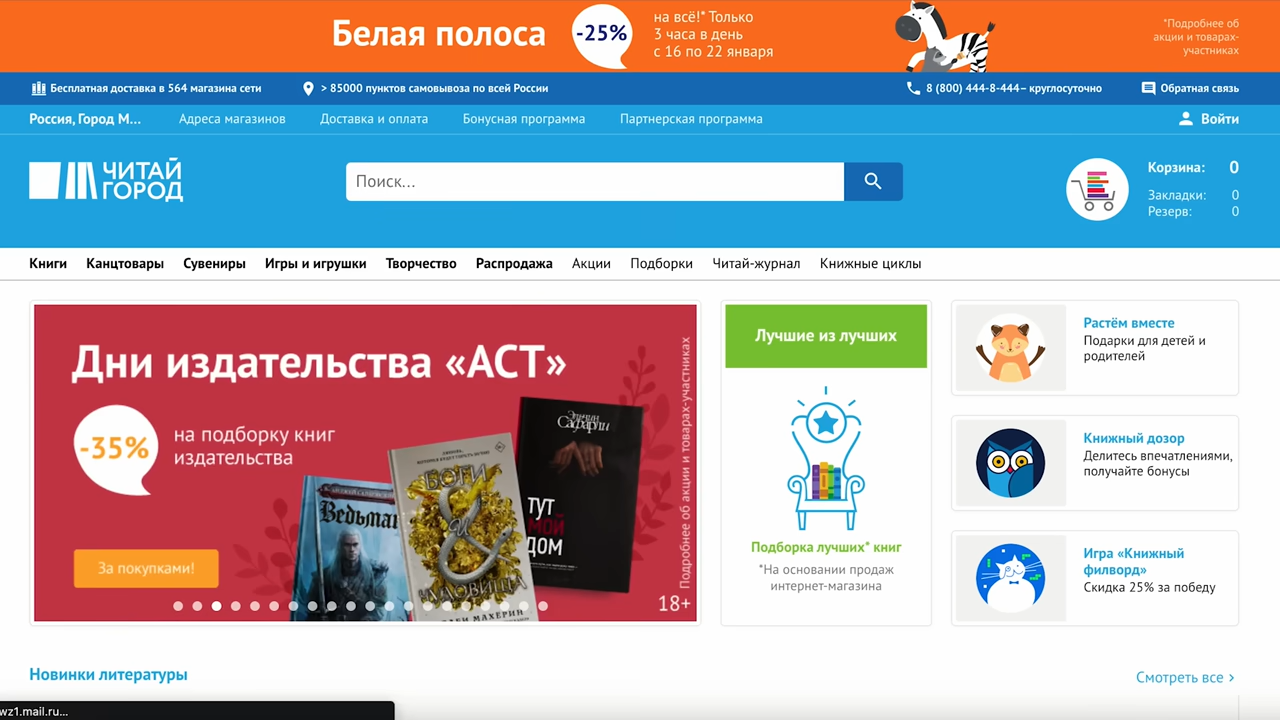 Белая полоса
-25%
на всё!* Только
3 часа в день
с 16 по 22 января
*Подробнее об
акции и товарах-
участниках
Бесплатная доставка в 564 магазина сети
> 85000 пунктов самовывоза по всей России
8 (800) 444-8-444 – круглосуточно
Обратная связь
Россия, Город М...
Адреса магазинов
Доставка и оплата
Бонусная программа
Партнерская программа
Войти
ЧИТАЙ
ГОРОД
Поиск...
Корзина: 0
Закладки: 0
Резерв: 0
Книги
Канцтовары
Сувениры
Игры и игрушки
Творчество
Распродажа
Акции
Подборки
Читай-журнал
Книжные циклы
Дни издательства «АСТ»
-35%
на подборку книг
издательства
За покупками!
Ведьмак
БОГИ
И
ЧУДОВИЩА
Эльчин
Сафарли
ТУТ
МОЙ
ДОМ
Подробнее об акции и товарах-участниках
18+
Лучшие из лучших
Подборка лучших* книг
*На основании продаж
интернет-магазина
Растём вместе
Подарки для детей и
родителей
Книжный дозор
Делитесь впечатлениями,
получайте бонусы
Игра «Книжный
филворд»
Скидка 25% за победу
Новинки литературы
Смотреть все >
wz1.mail.ru...